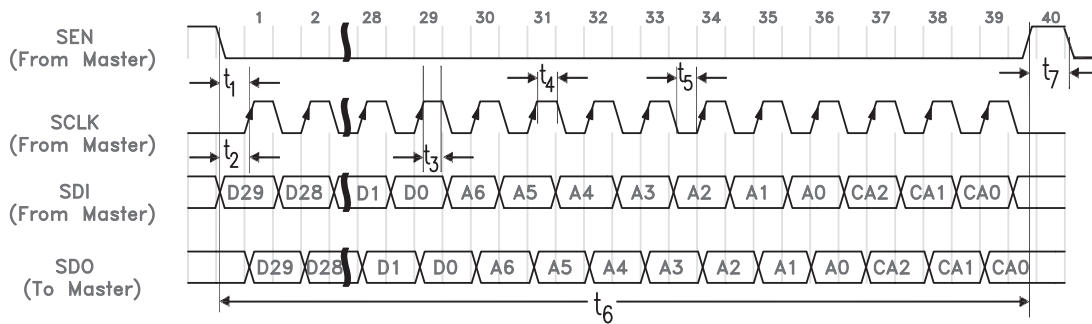 1 2 28 29 30 31 32 33 34 35 36 37 38 39 40
SEN
(From Master)
t1 t4 t5 t7
SCLK
(From Master)
t2 t3
SDI
(From Master)
D29 D28 D1 D0 A6 A5 A4 A3 A2 A1 A0 CA2 CA1 CA0
SDO
(To Master)
D29 D28 D1 D0 A6 A5 A4 A3 A2 A1 A0 CA2 CA1 CA0
t6